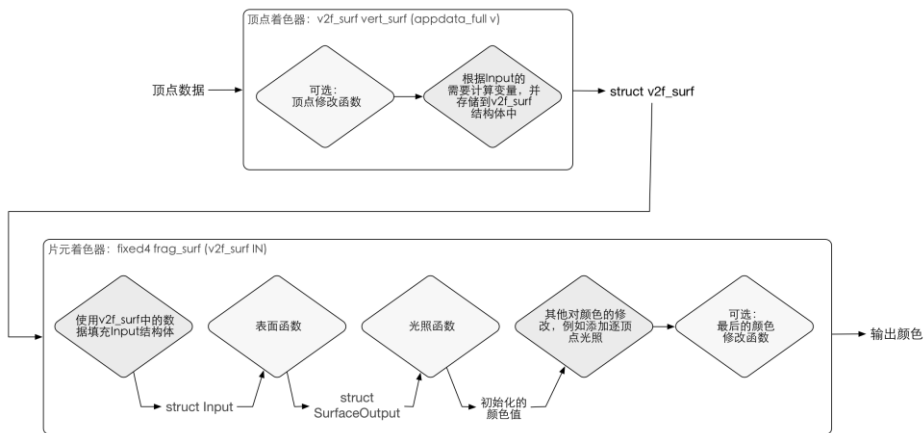 顶点着色器：v2f_surf vert_surf (appdata_full v)
顶点数据
可选：
顶点修改函数
根据Input的
需要计算变量，并
存储到v2f_surf
结构体中
struct v2f_surf
片元着色器：fixed4 frag_surf (v2f_surf IN)
使用v2f_surf中的数
据填充Input结构体
表面函数
光照函数
其他对颜色的修
改，例如添加逐顶
点光照
可选：
最后的颜色
修改函数
输出颜色
struct Input
struct
SurfaceOutput
初始化的
颜色值